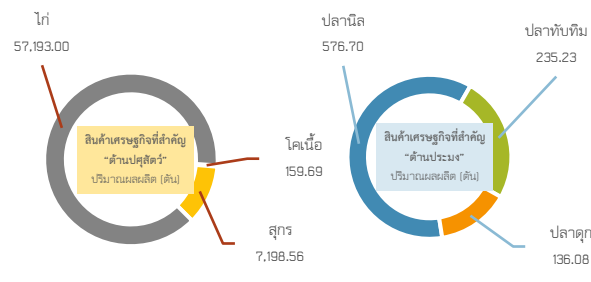 ไก่
57,193.00
สินค้าเศรษฐกิจที่สำคัญ
“ด้านปศุสัตว์”
ปริมาณผลผลิต (ตัน)
โคเนื้อ
159.69
สุกร
7,198.56
ปลานิล
576.70
ปลาทับทิม
235.23
สินค้าเศรษฐกิจที่สำคัญ
“ด้านประมง”
ปริมาณผลผลิต (ตัน)
ปลาดุก
136.08